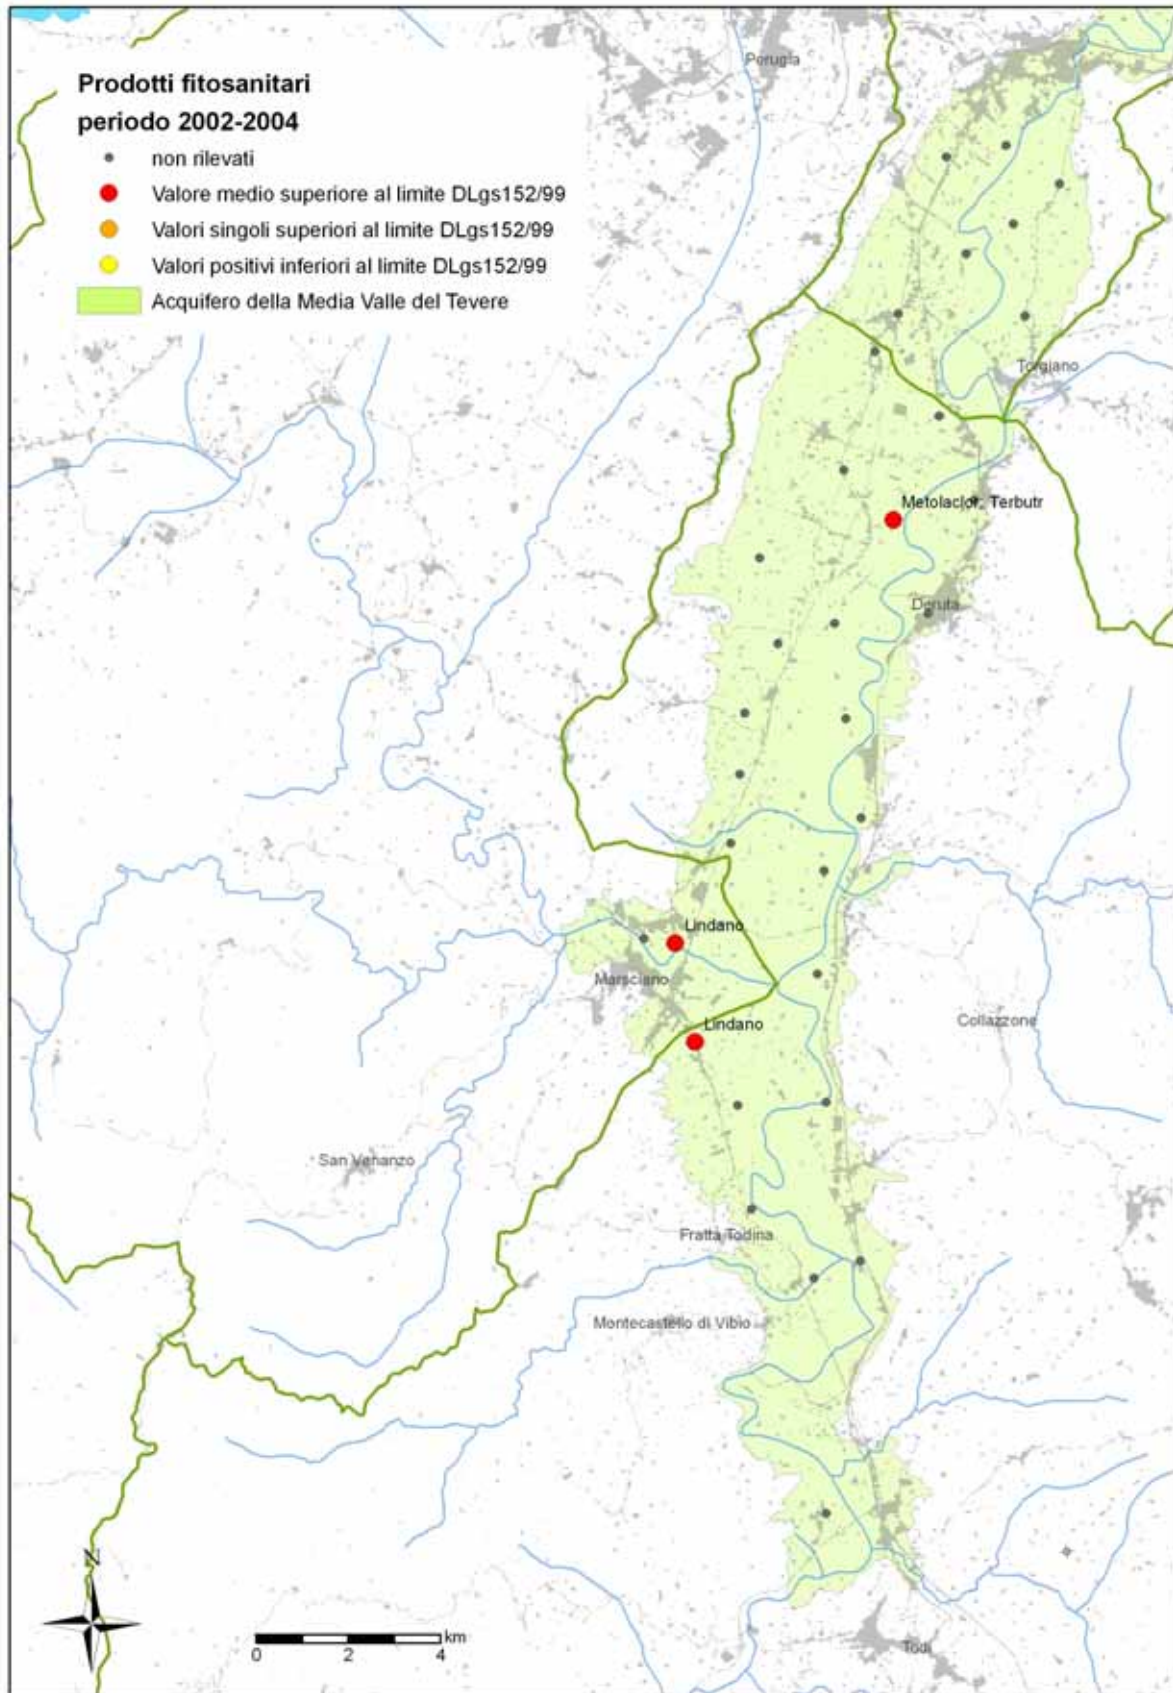 Perugia
Prodotti fitosanitari
periodo 2002-2004
non rilevati
Valore medio superiore al limite DLgs152/99
Valori singoli superiori al limite DLgs152/99
Valori positivi inferiori al limite DLgs152/99
Acquifero della Media Valle del Tevere
Torgiano
Metolaclor, Terbutr
Deruta
Lindano
Marsciano
Lindano
Collazzone
San Venanzo
Fratta Todina
Montecastello di Vibio
N
km
0 2 4
Todi